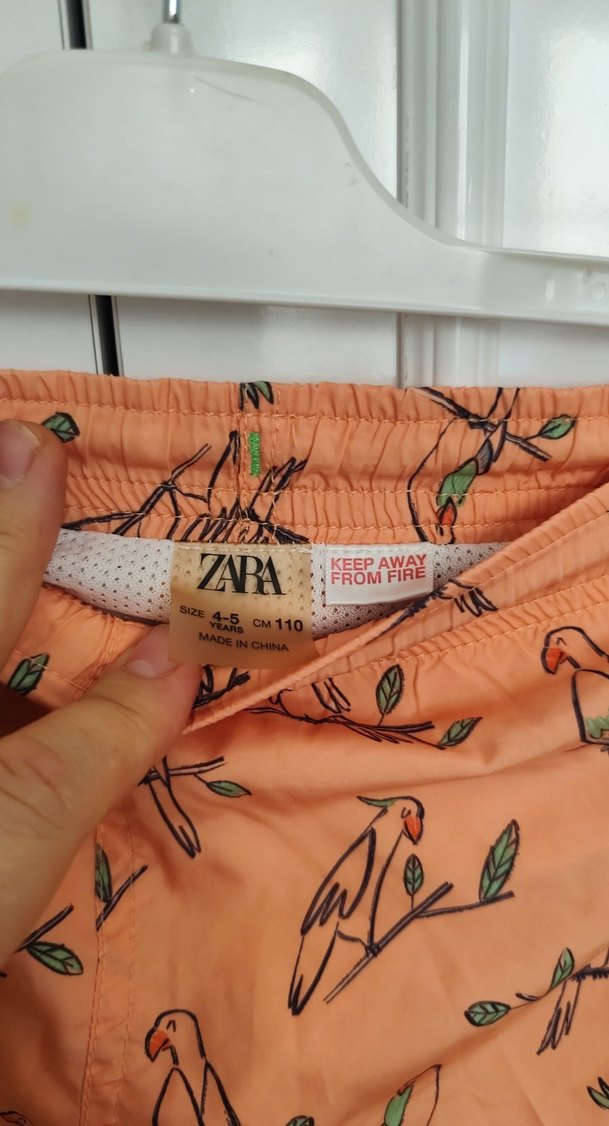 ZARA
SIZE 4-5 YEARS CM 110
MADE IN CHINA
KEEP AWAY
FROM FIRE